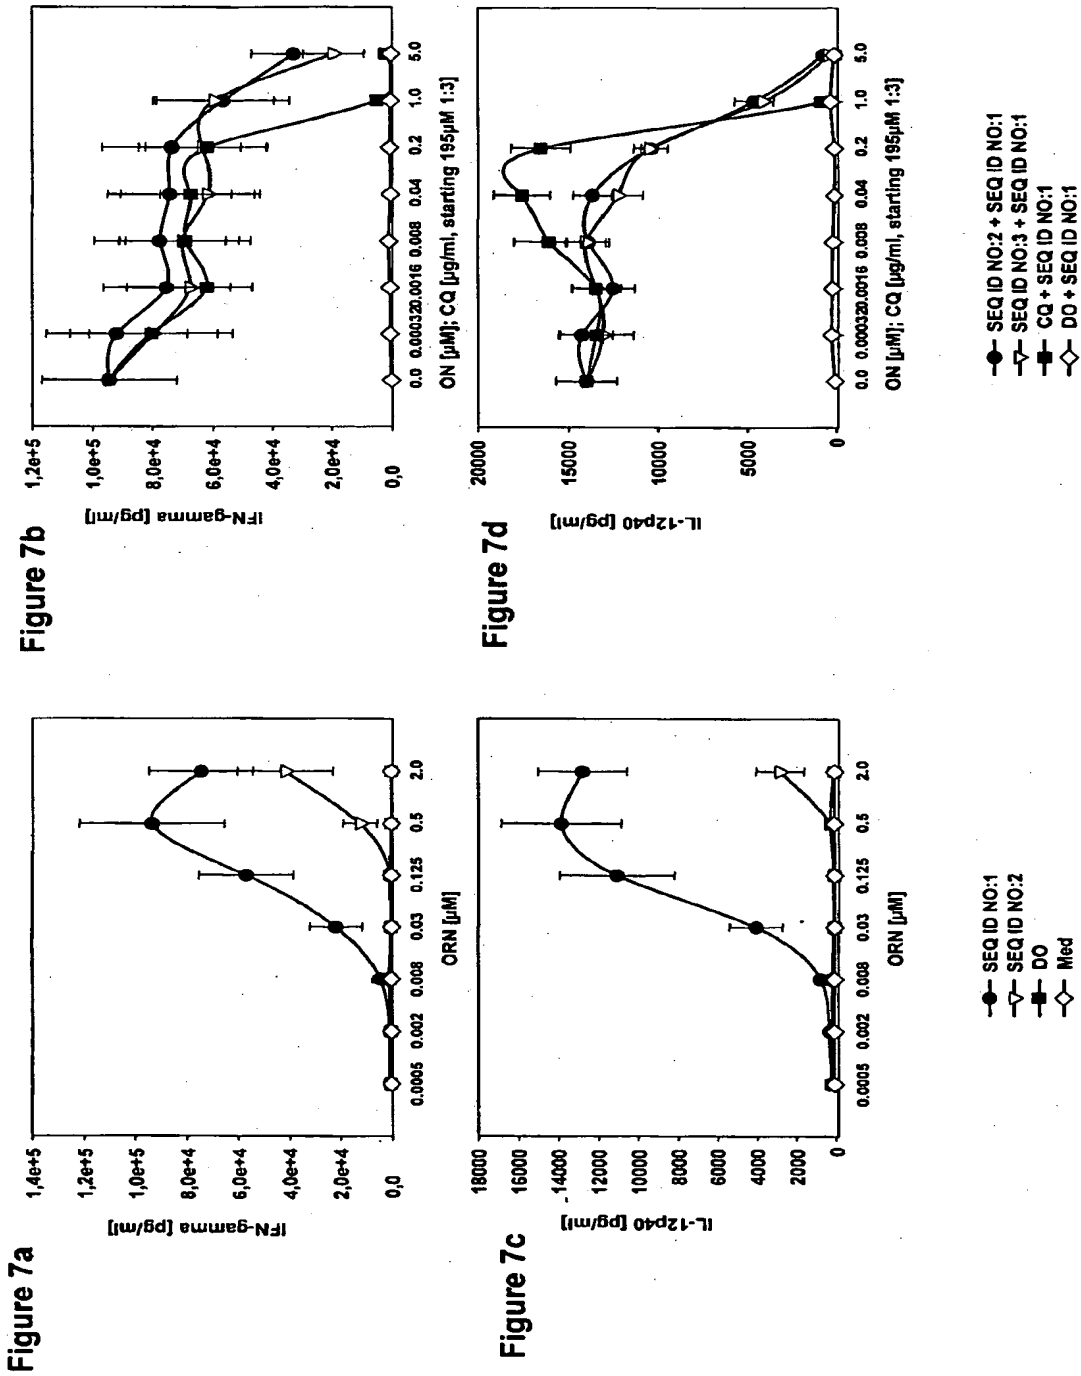 Figure 7a
IFN-gamma [pg/ml]
1,4e+5
1,2e+5
1,0e+5
8,0e+4
6,0e+4
4,0e+4
2,0e+4
0,0
0.0005 0.002 0.008 0.03 0.125 0.5 2.0
ORN [µM]
Figure 7b
IFN-gamma [pg/ml]
1,2e+5
1,0e+5
8,0e+4
6,0e+4
4,0e+4
2,0e+4
0,0
0.0 0.000320.0016 0.008 0.04 0.2 1.0 5.0
ON [µM]; CQ [µg/ml, starting 195µM 1:3]
Figure 7c
IL-12p40 [pg/ml]
18000
16000
14000
12000
10000
8000
6000
4000
2000
0
0.0005 0.002 0.008 0.03 0.125 0.5 2.0
ORN [µM]
SEQ ID NO:1
SEQ ID NO:2
DO
Med
Figure 7d
IL-12p40 [pg/ml]
20000
15000
10000
5000
0
0.0 0.000320.0016 0.008 0.04 0.2 1.0 5.0
ON [µM]; CQ [µg/ml, starting 195µM 1:3]
SEQ ID NO:2 + SEQ ID NO:1
SEQ ID NO:3 + SEQ ID NO:1
CQ + SEQ ID NO:1
DO + SEQ ID NO:1